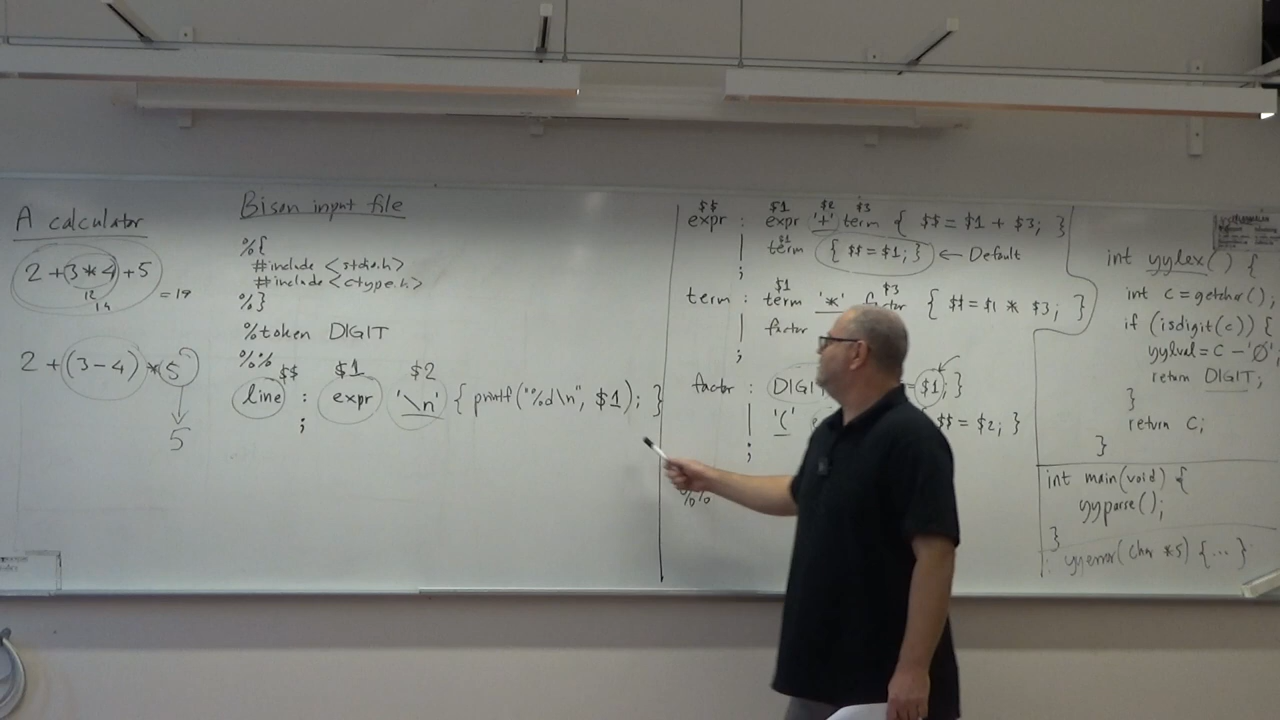 A calculator
2 + 3 * 4 + 5
12
14
= 19
2 + (3 - 4) * 5
5
Bison input file
%{
#include <stdio.h>
#include <ctype.h>
%}
%token DIGIT
%%
$$ $1 $2
line : expr '\n' { printf("%d\n", $1); }
;
$$ $1 $2 $3
expr : expr '+' term { $$ = $1 + $3; }
$1
| term { $$ = $1; } ← Default
;
$1 $3
term : term '*' factor { $$ = $1 * $3; }
| factor
;
factor : DIGIT = $1; }
| '(' $$ = $2; }
;
%%
int yylex() {
int c = getchar();
if (isdigit(c)) {
yylval = c - '0';
return DIGIT;
}
return c;
}
int main(void) {
yyparse();
}
yyerror(char *s) {...}